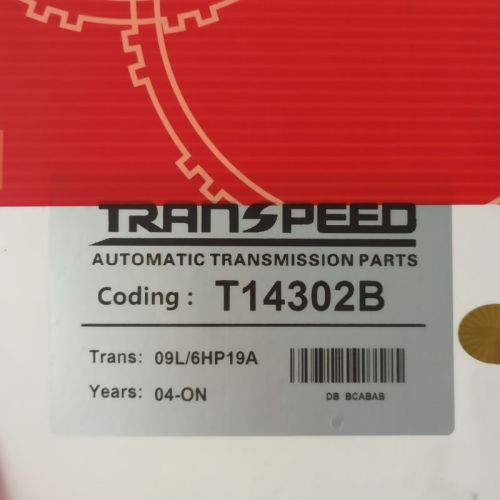 TRANSPEED
AUTOMATIC TRANSMISSION PARTS
Coding : T14302B
Trans: 09L/6HP19A
Years: 04-ON
DB BCABAB